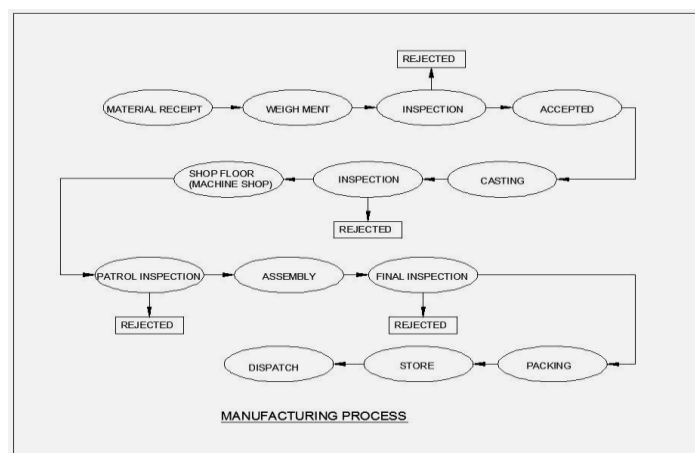 REJECTED
MATERIAL RECEIPT
WEIGH MENT
INSPECTION
ACCEPTED
SHOP FLOOR
(MACHINE SHOP)
INSPECTION
CASTING
REJECTED
PATROL INSPECTION
ASSEMBLY
FINAL INSPECTION
REJECTED
REJECTED
DISPATCH
STORE
PACKING
MANUFACTURING PROCESS